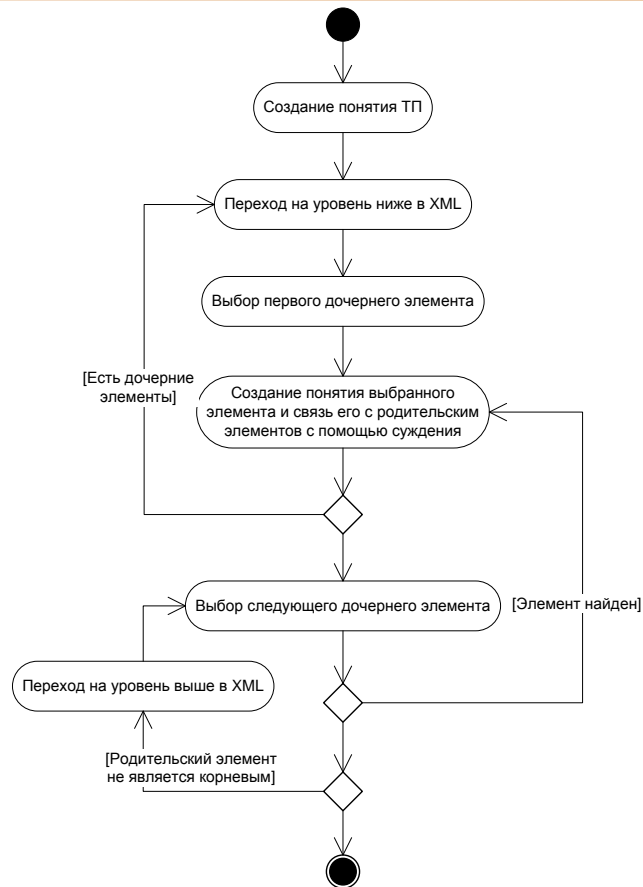 Создание понятия ТП
Переход на уровень ниже в XML
Выбор первого дочернего элемента
[Есть дочерние
элементы]
Создание понятия выбранного
элемента и связь его с родительским
элементов с помощью суждения
Выбор следующего дочернего элемента
[Элемент найден]
Переход на уровень выше в XML
[Родительский элемент
не является корневым]